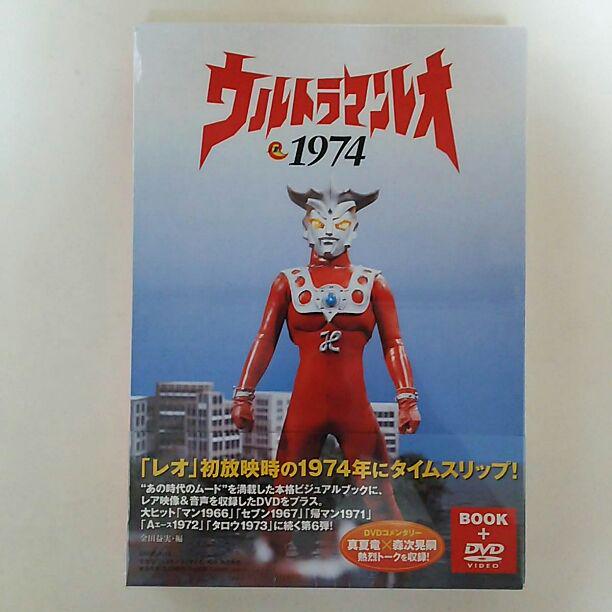 ウルトラマンレオ
1974
「レオ」初放映時の1974年にタイムスリップ!
“あの時代のムード”を満載した本格ビジュアルブックに、
レア映像&音声を収録したDVDをプラス。
大ヒット「マン1966」「セブン1967」「帰マン1971」
「Aエース1972」「タロウ1973」に続く第6弾!
金田益実・編
DVDコメンタリー
真夏竜×森次晃嗣
熱烈トークを収録!
BOOK
+
DVD
VIDEO